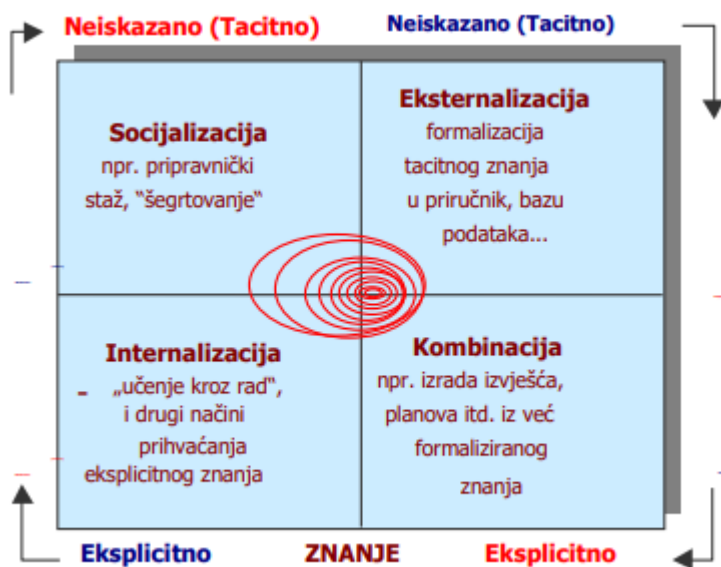 Neiskazano (Tacitno)
Neiskazano (Tacitno)
Socijalizacija
npr. pripravnički
staž, "šegrtovanje“
Eksternalizacija
formalizacija
tacitnog znanja
u priručnik, bazu
podataka...
Internalizacija
- „učenje kroz rad“,
i drugi načini
prihvaćanja
eksplicitnog znanja
Kombinacija
npr. izrada izvješća,
planova itd. iz već
formaliziranog
znanja
Eksplicitno
ZNANJE
Eksplicitno